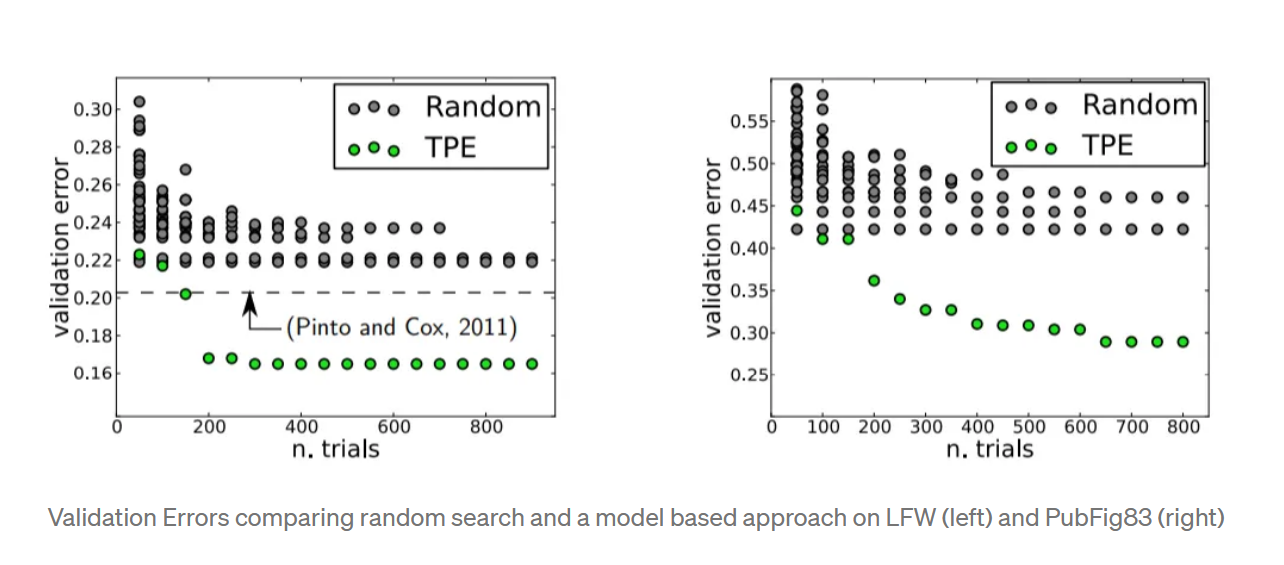 0.30
0.28
0.26
0.24
0.22
0.20
0.18
0.16
validation error
0
200
400
600
800
n. trials
Random
TPE
(Pinto and Cox, 2011)
0.55
0.50
0.45
0.40
0.35
0.30
0.25
validation error
0
100
200
300
400
500
600
700
800
n. trials
Random
TPE
Validation Errors comparing random search and a model based approach on LFW (left) and PubFig83 (right)